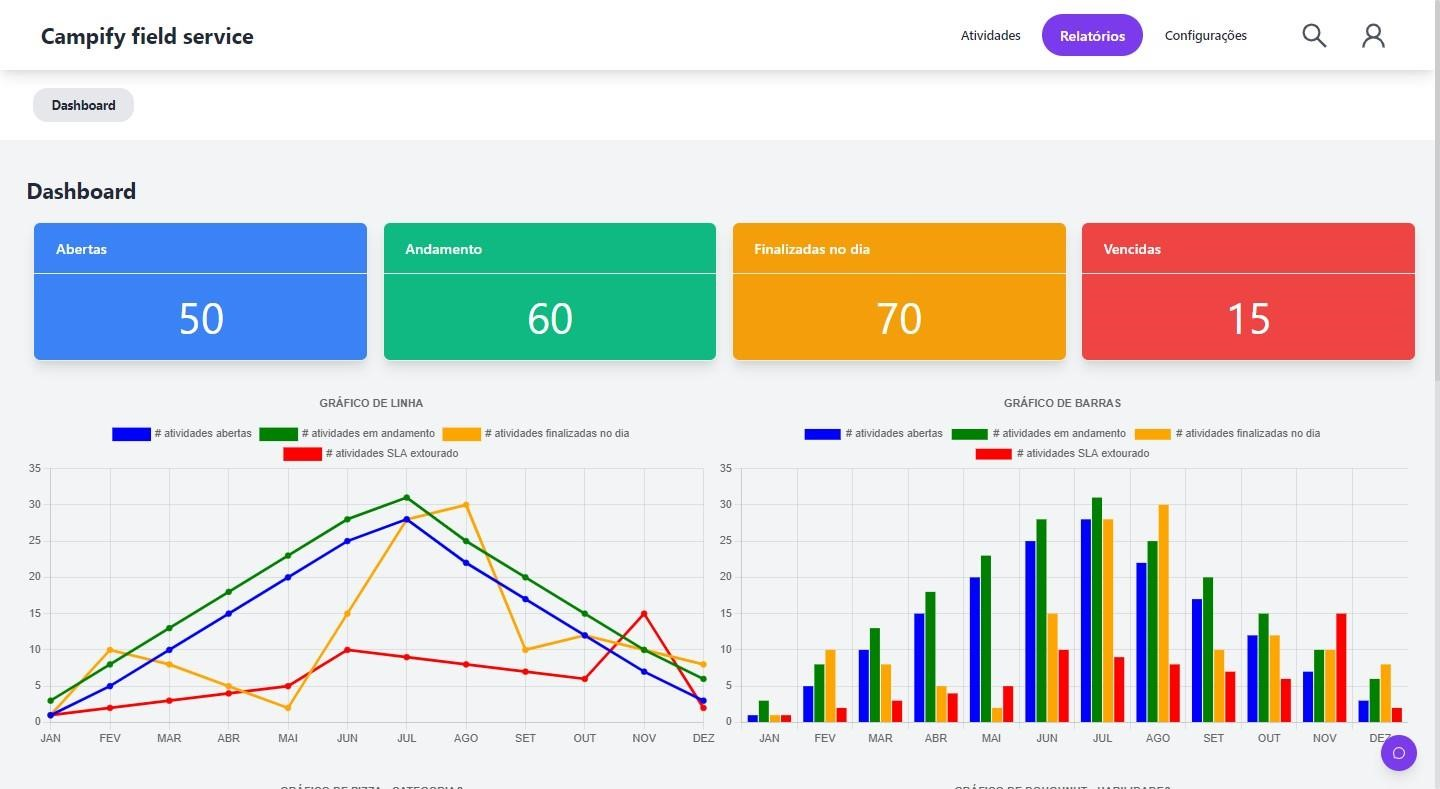 Campify field service
Atividades Relatórios Configurações
Dashboard
Dashboard
Abertas
50
Andamento
60
Finalizadas no dia
70
Vencidas
15
GRÁFICO DE LINHA
# atividades abertas # atividades em andamento # atividades finalizadas no dia
# atividades SLA extourado
35
30
25
20
15
10
5
0
JAN FEV MAR ABR MAI JUN JUL AGO SET OUT NOV DEZ
GRÁFICO DE BARRAS
# atividades abertas # atividades em andamento # atividades finalizadas no dia
# atividades SLA extourado
35
30
25
20
15
10
5
0
JAN FEV MAR ABR MAI JUN JUL AGO SET OUT NOV DEZ